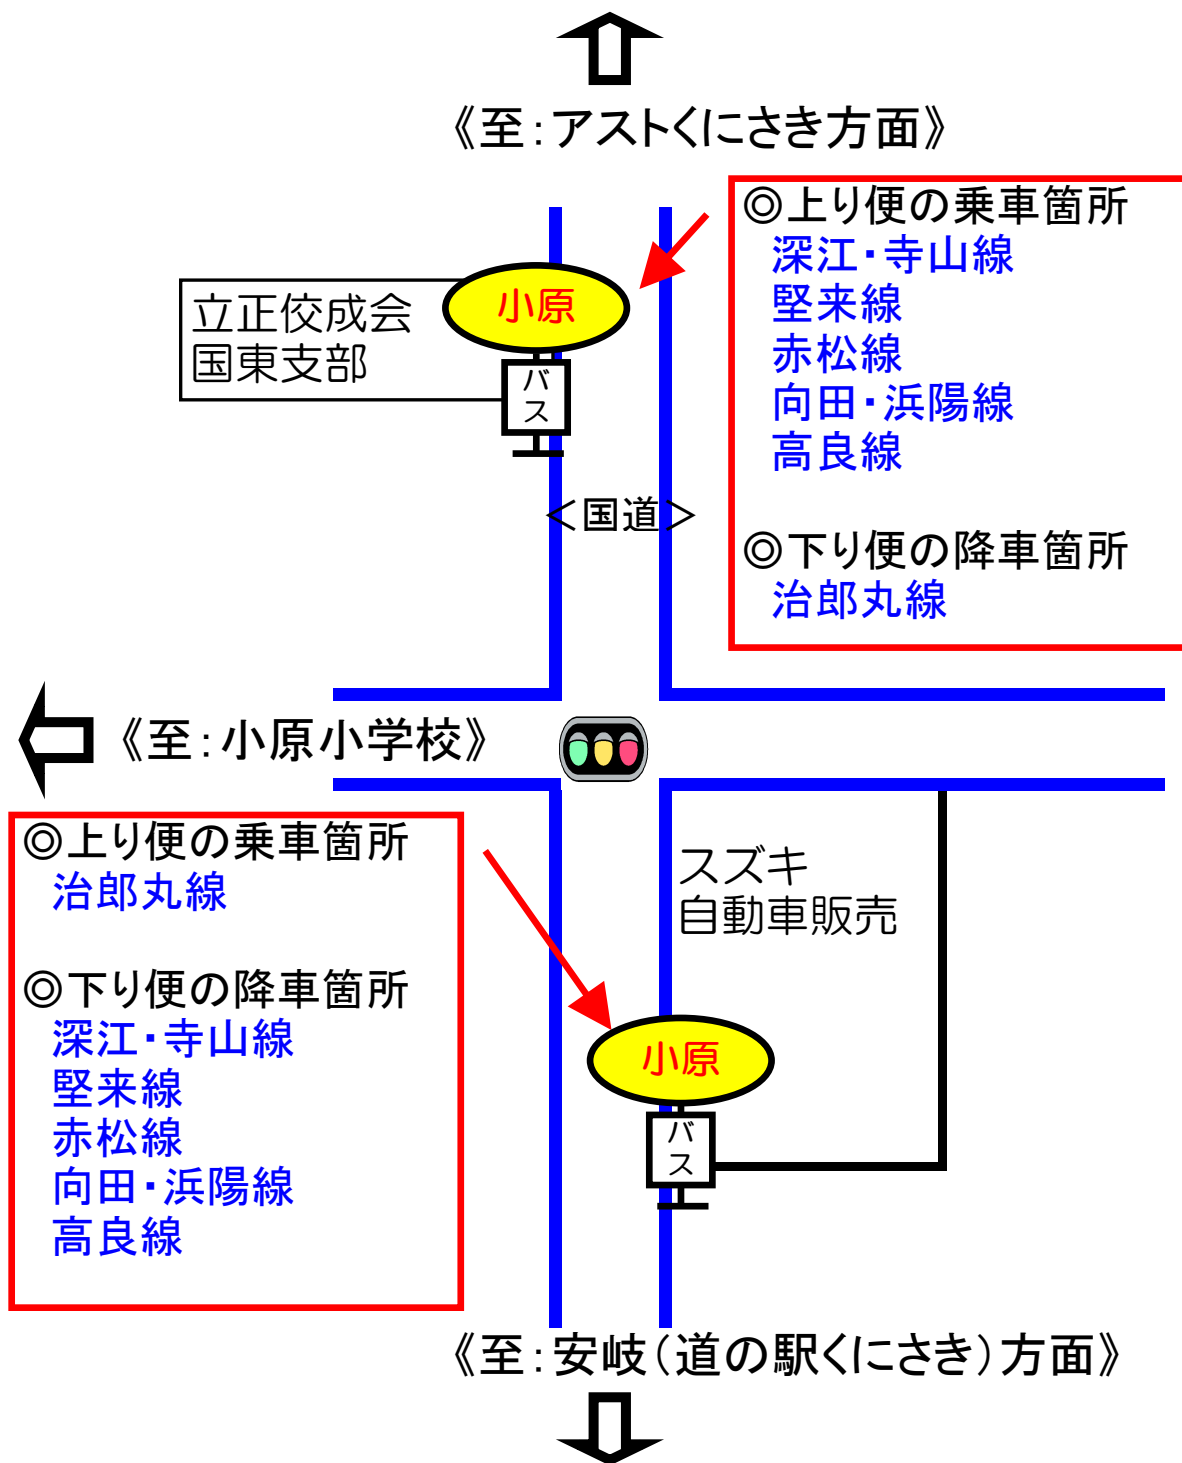 《至:アストくにさき方面》
◎上り便の乗車箇所
深江・寺山線
堅来線
赤松線
向田・浜陽線
高良線
◎下り便の降車箇所
治郎丸線
小原
立正佼成会
国東支部
バス
<国道>
《至:小原小学校》
◎上り便の乗車箇所
治郎丸線
◎下り便の降車箇所
深江・寺山線
堅来線
赤松線
向田・浜陽線
高良線
スズキ
自動車販売
小原
バス
《至:安岐(道の駅くにさき)方面》